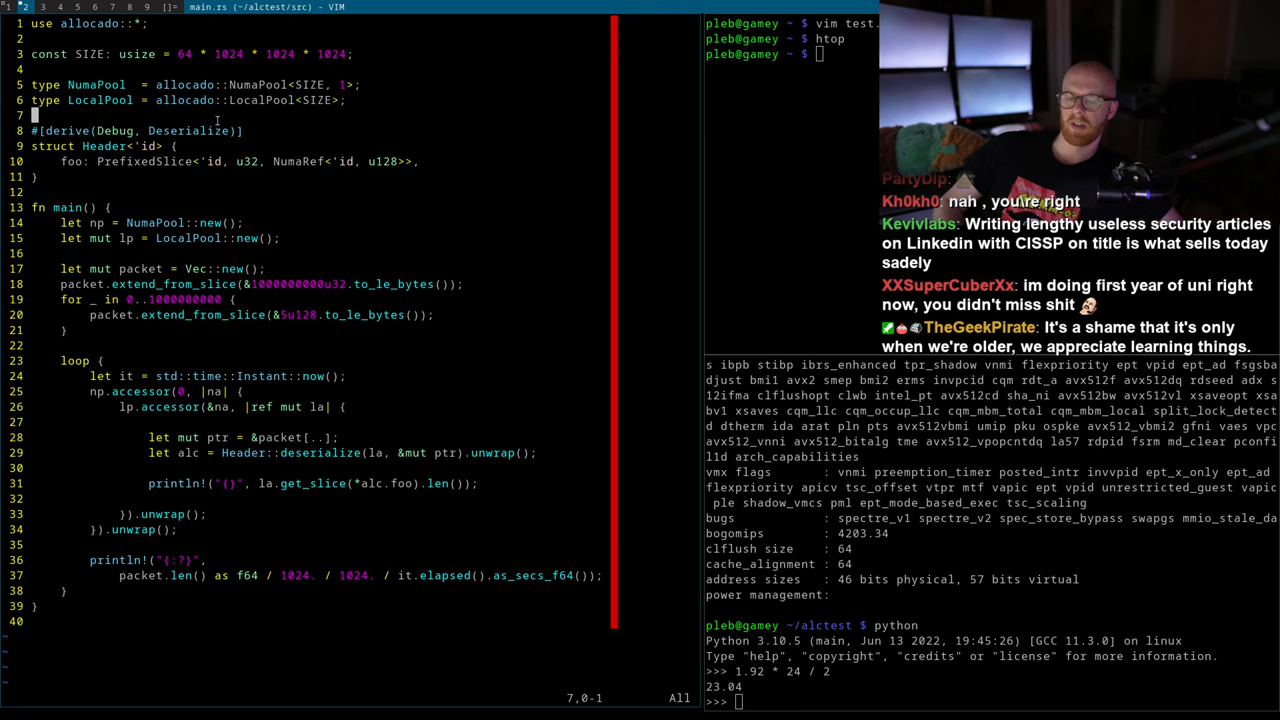 1 2 3 4 5 6 7 8 9 []= main.rs (~/alctest/src) - VIM
1 use allocado::*;
2
3 const SIZE: usize = 64 * 1024 * 1024 * 1024;
4
5 type NumaPool  = allocado::NumaPool<SIZE, 1>;
6 type LocalPool = allocado::LocalPool<SIZE>;
7
8 #[derive(Debug, Deserialize)]
9 struct Header<'id> {
10     foo: PrefixedSlice<'id, u32, NumaRef<'id, u128>>,
11 }
12
13 fn main() {
14     let np = NumaPool::new();
15     let mut lp = LocalPool::new();
16
17     let mut packet = Vec::new();
18     packet.extend_from_slice(&1000000000u32.to_le_bytes());
19     for _ in 0..1000000000 {
20         packet.extend_from_slice(&5u128.to_le_bytes());
21     }
22
23     loop {
24         let it = std::time::Instant::now();
25         np.accessor(0, |na| {
26             lp.accessor(&na, |ref mut la| {
27
28                 let mut ptr = &packet[..];
29                 let alc = Header::deserialize(la, &mut ptr).unwrap();
30
31                 println!("{}", la.get_slice(*alc.foo).len());
32
33             }).unwrap();
34         }).unwrap();
35
36         println!("{:?}",
37             packet.len() as f64 / 1024. / 1024. / it.elapsed().as_secs_f64());
38     }
39 }
40
~
~
~
~
7,0-1 All
pleb@gamey ~ $ vim test.
pleb@gamey ~ $ htop
pleb@gamey ~ $
PartyDip:
Kh0kh0: nah , you're right
Kevivlabs: Writing lengthy useless security articles
on Linkedin with CISSP on title is what sells today
sadely
XXSuperCuberXx: im doing first year of uni right
now, you didn't miss shit
TheGeekPirate: It's a shame that it's only
when we're older, we appreciate learning things.
s ibpb stibp ibrs_enhanced tpr_shadow vnmi flexpriority ept vpid ept_ad fsgsba
djust bmi1 avx2 smep bmi2 erms invpcid cqm rdt_a avx512f avx512dq rdseed adx s
12ifma clflushopt clwb intel_pt avx512cd sha_ni avx512bw avx512vl xsaveopt xsa
bv1 xsaves cqm_llc cqm_occup_llc cqm_mbm_total cqm_mbm_local split_lock_detect
d dtherm ida arat pln pts avx512vbmi umip pku ospke avx512_vbmi2 gfni vaes vpc
avx512_vnni avx512_bitalg tme avx512_vpopcntdq la57 rdpid fsrm md_clear pconfi
l1d arch_capabilities
vmx flags : vnmi preemption_timer posted_intr invvpid ept_x_only ept_ad
flexpriority apicv tsc_offset vtpr mtf vapic ept vpid unrestricted_guest vapic
ple shadow_vmcs pml ept_mode_based_exec tsc_scaling
bugs : spectre_v1 spectre_v2 spec_store_bypass swapgs mmio_stale_da
bogomips : 4203.34
clflush size : 64
cache_alignment : 64
address sizes : 46 bits physical, 57 bits virtual
power management:
pleb@gamey ~/alctest $ python
Python 3.10.5 (main, Jun 13 2022, 19:45:26) [GCC 11.3.0] on linux
Type "help", "copyright", "credits" or "license" for more information.
>>> 1.92 * 24 / 2
23.04
>>>